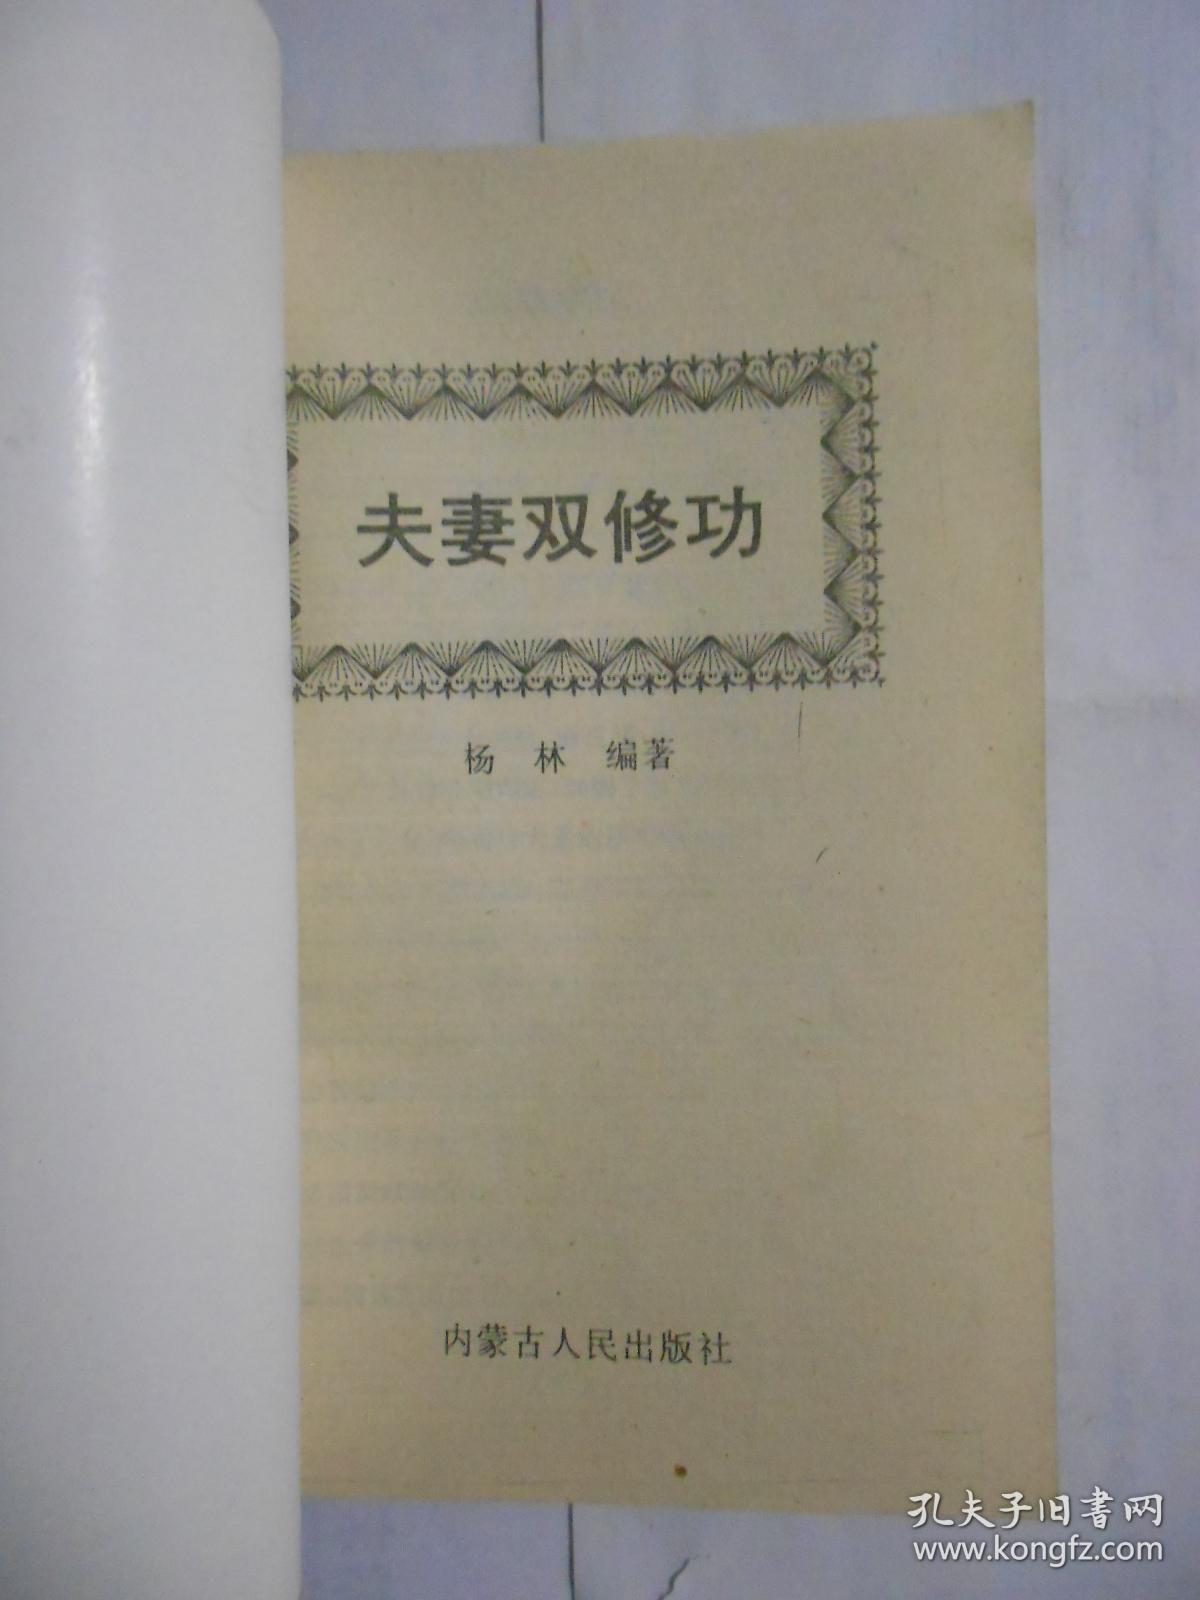 夫妻双修功
杨 林 编著
内蒙古人民出版社
孔夫子旧书网
www.kongfz.com